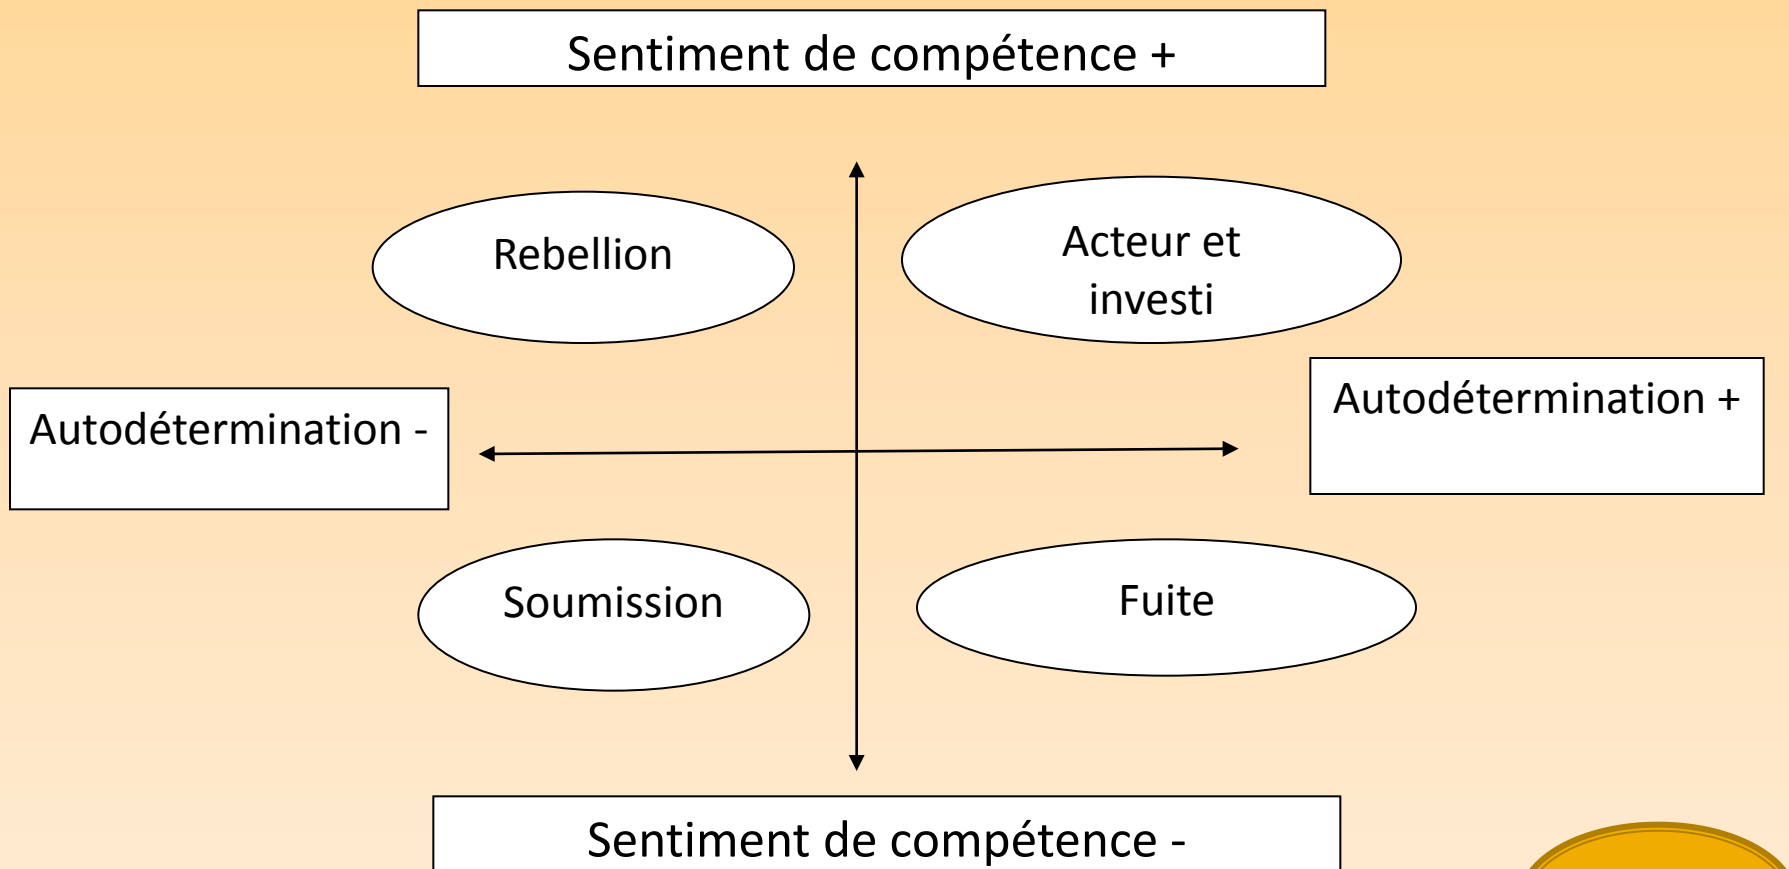 Sentiment de compétence +
Rebellion
Acteur et
investi
Autodétermination -
Autodétermination +
Soumission
Fuite
Sentiment de compétence -